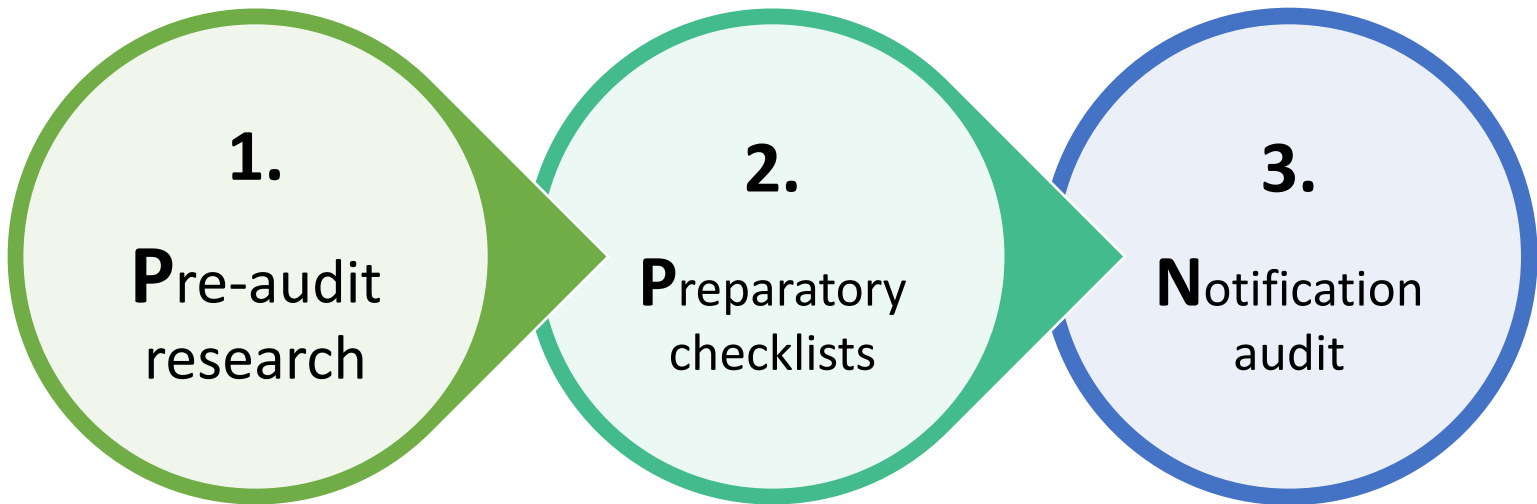 1.
Pre-audit
research
2.
Preparatory
checklists
3.
Notification
audit